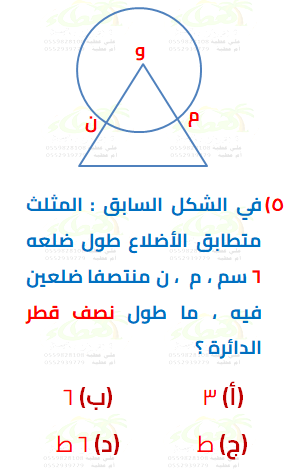 و
ن
م
٥) في الشكل السابق : المثلث
متطابق الأضلاع طول ضلعه
٦ سم ، م ، ن منتصفا ضلعين
فيه ، ما طول نصف قطر
الدائرة ؟
(أ) ٣
(ب) ٦
(ج) ط
(د) ٦ ط